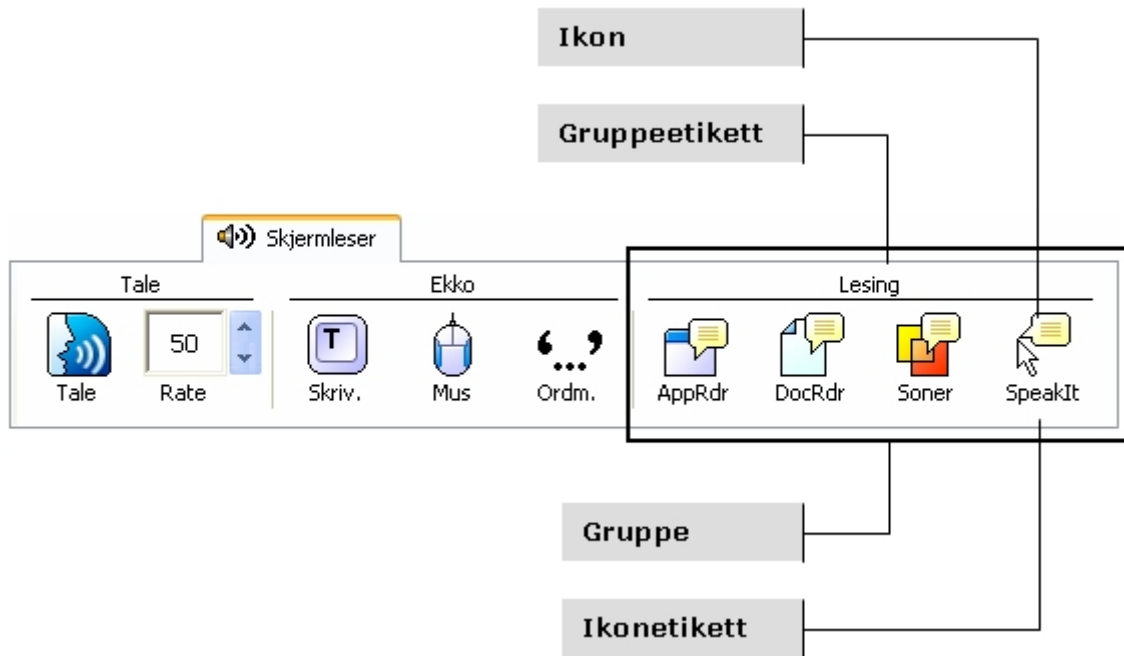 Ikon
Gruppeetikett
Skjermleser
Tale Ekko Lesing
50 T
Tale Rate Skriv. Mus Ordm. AppRdr DocRdr Soner SpeakIt
Gruppe
Ikonetikett